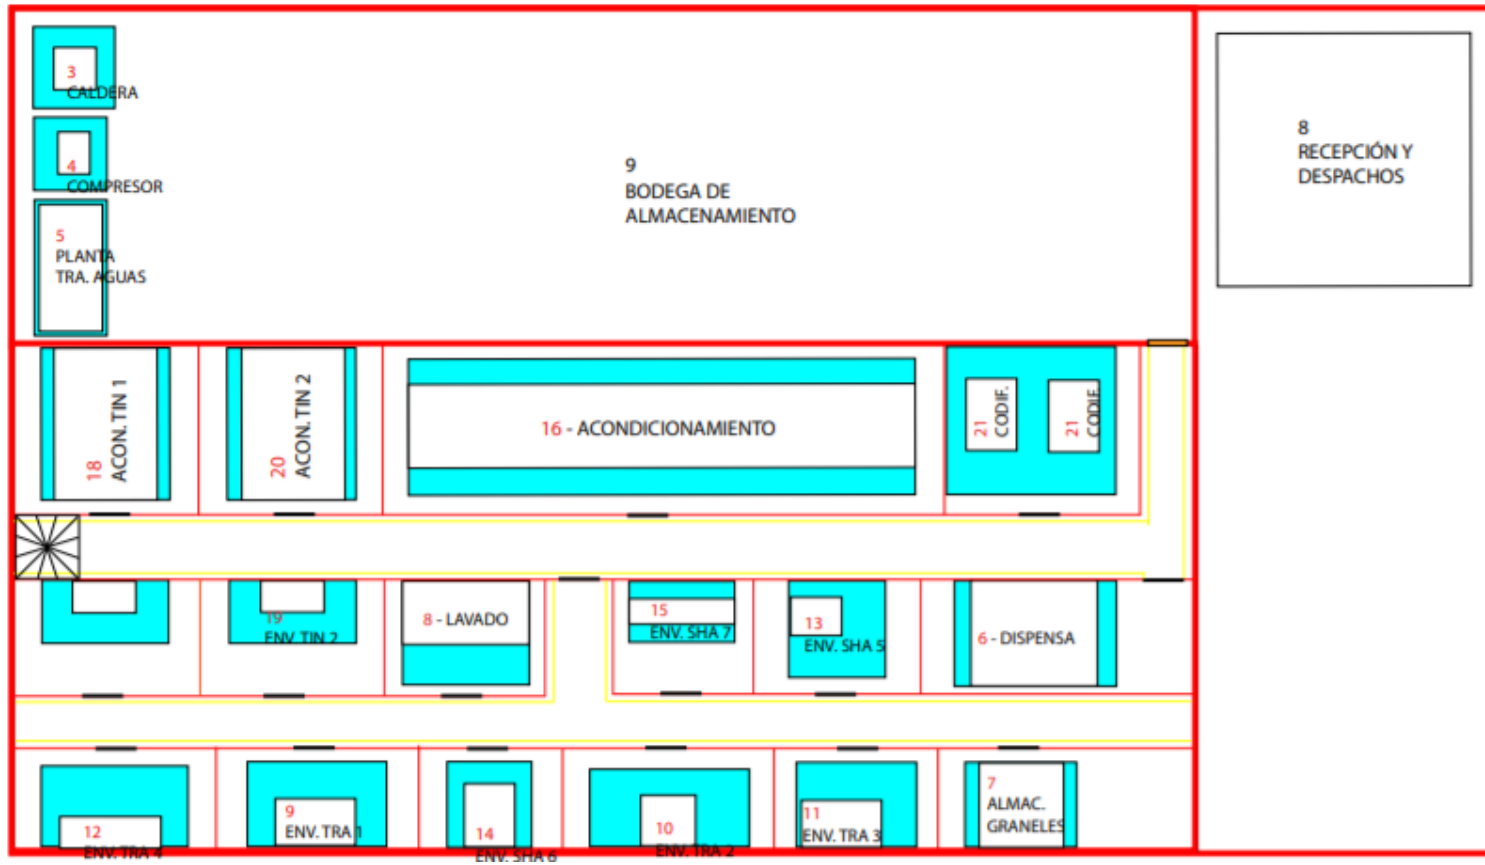 3
CALDERA
4
COMPRESOR
5
PLANTA
TRA. AGUAS
9
BODEGA DE
ALMACENAMIENTO
8
RECEPCIÓN Y
DESPACHOS
18
ACON. TIN 1
20
ACON. TIN 2
16 - ACONDICIONAMIENTO
21
CODIF.
21
CODIF.
19
ENV. TIN 2
8 - LAVADO
15
ENV. SHA 7
13
ENV. SHA 5
6 - DISPENSA
12
ENV. TRA 4
9
ENV. TRA 1
14
ENV. SHA 6
10
ENV. TRA 2
11
ENV. TRA 3
7
ALMAC.
GRANELES